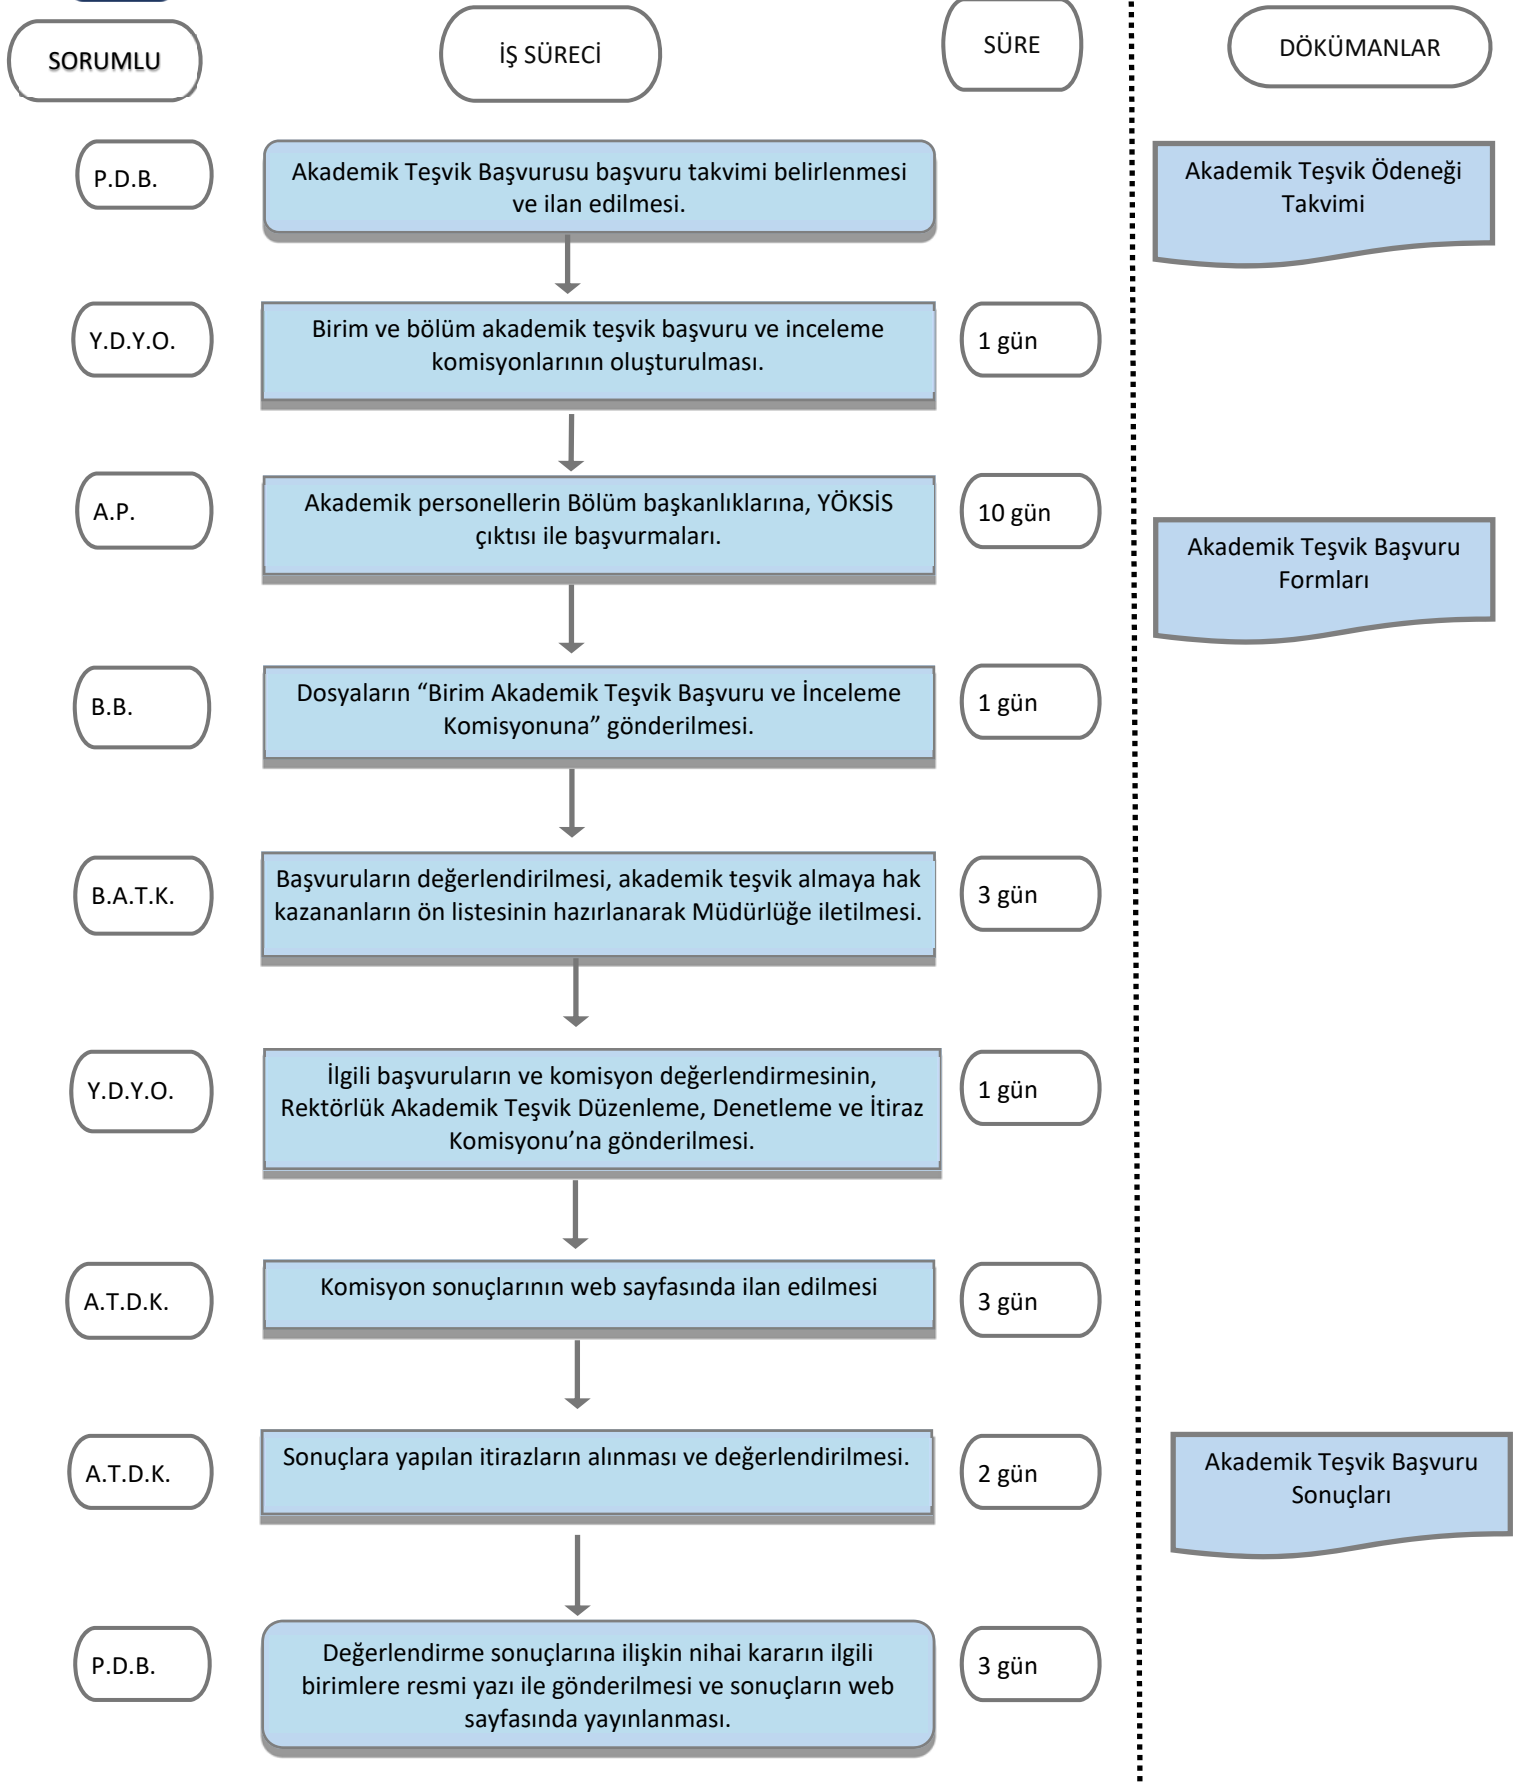 SORUMLU
İŞ SÜRECİ
SÜRE
DÖKÜMANLAR
P.D.B.
Akademik Teşvik Başvurusu başvuru takvimi belirlenmesi
ve ilan edilmesi.
Akademik Teşvik Ödeneği
Takvimi
Y.D.Y.O.
Birim ve bölüm akademik teşvik başvuru ve inceleme
komisyonlarının oluşturulması.
1 gün
A.P.
Akademik personellerin Bölüm başkanlıklarına, YÖKSİS
çıktısı ile başvurmaları.
10 gün
Akademik Teşvik Başvuru
Formları
B.B.
Dosyaların “Birim Akademik Teşvik Başvuru ve İnceleme
Komisyonuna” gönderilmesi.
1 gün
B.A.T.K.
Başvuruların değerlendirilmesi, akademik teşvik almaya hak
kazananların ön listesinin hazırlanarak Müdürlüğe iletilmesi.
3 gün
Y.D.Y.O.
İlgili başvuruların ve komisyon değerlendirmesinin,
Rektörlük Akademik Teşvik Düzenleme, Denetleme ve İtiraz
Komisyonu’na gönderilmesi.
1 gün
A.T.D.K.
Komisyon sonuçlarının web sayfasında ilan edilmesi
3 gün
A.T.D.K.
Sonuçlara yapılan itirazların alınması ve değerlendirilmesi.
2 gün
Akademik Teşvik Başvuru
Sonuçları
P.D.B.
Değerlendirme sonuçlarına ilişkin nihai kararın ilgili
birimlere resmi yazı ile gönderilmesi ve sonuçların web
sayfasında yayınlanması.
3 gün